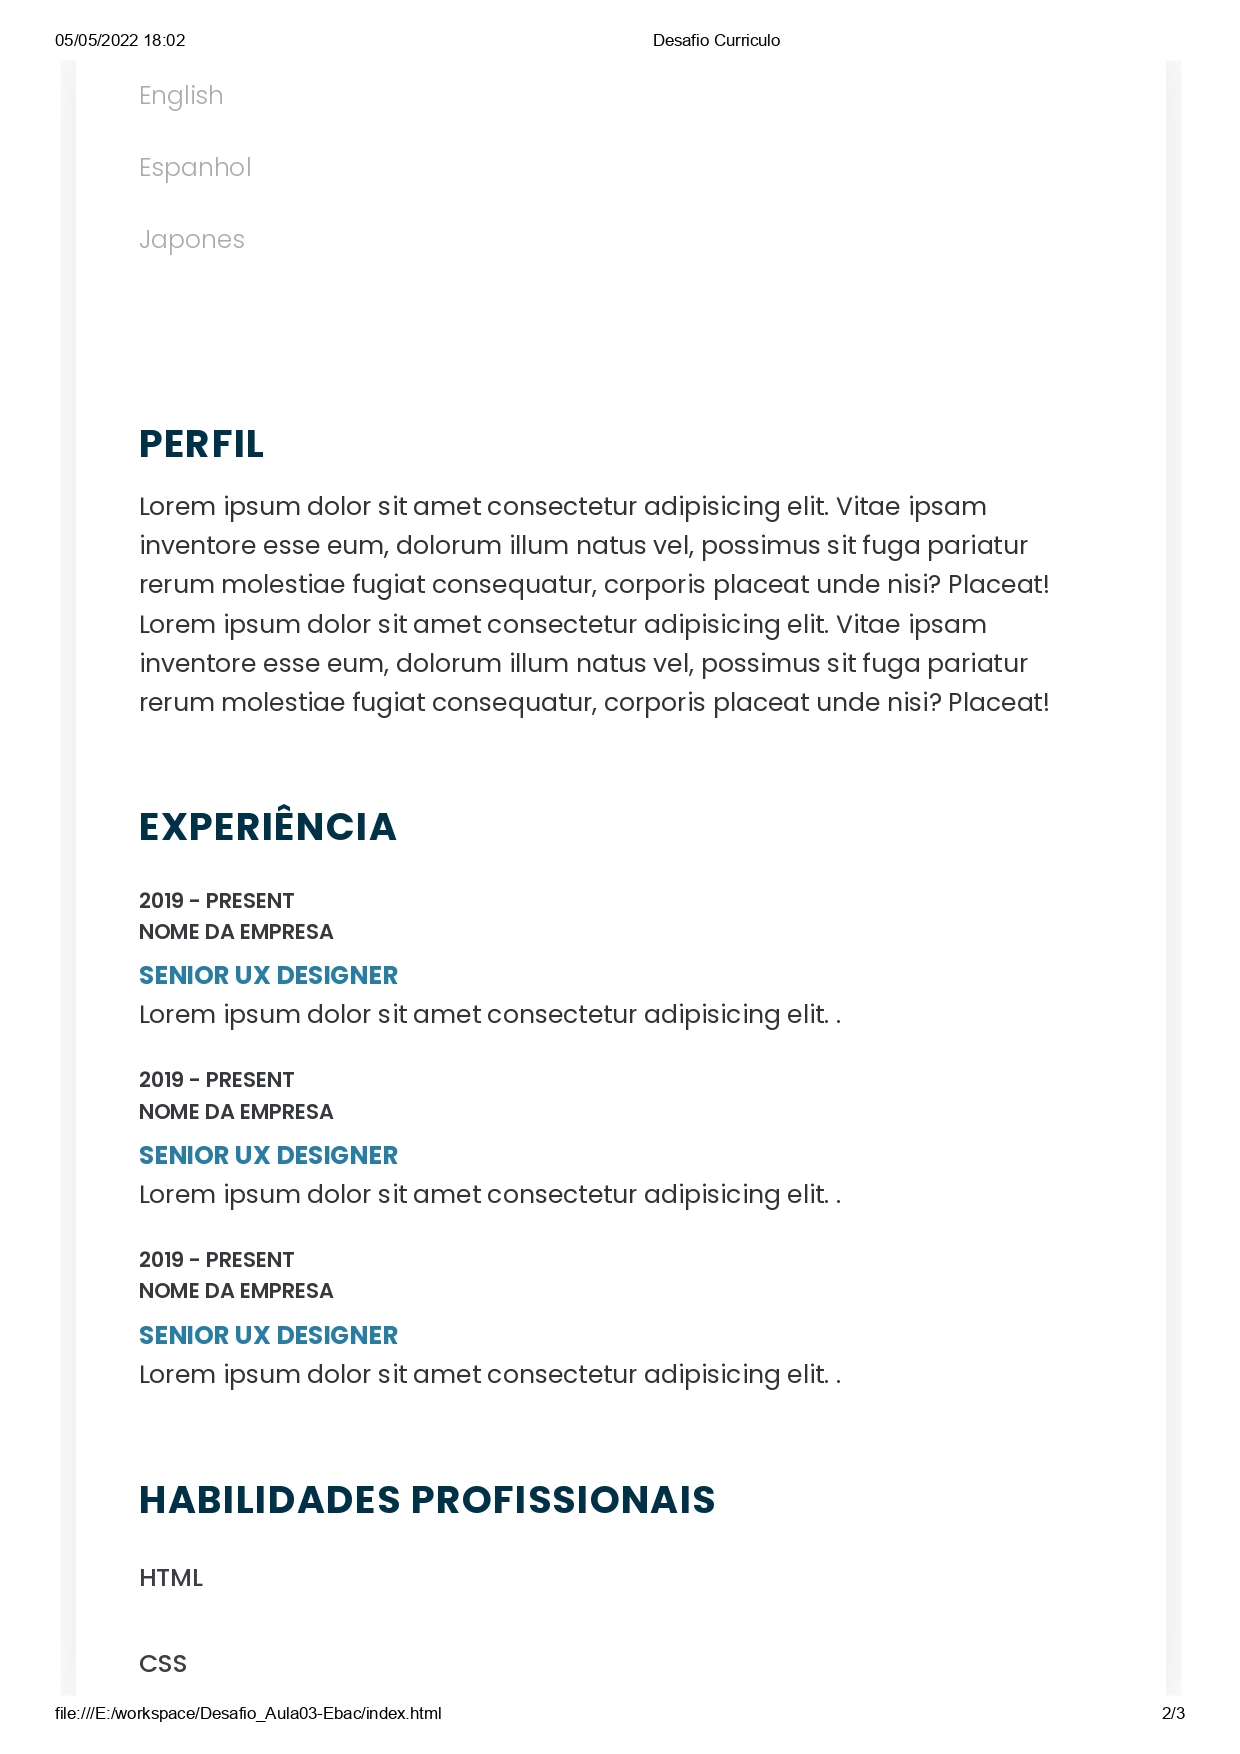 05/05/2022 18:02 Desafio Curriculo
English
Espanhol
Japones
PERFIL
Lorem ipsum dolor sit amet consectetur adipisicing elit. Vitae ipsam
inventore esse eum, dolorum illum natus vel, possimus sit fuga pariatur
rerum molestiae fugiat consequatur, corporis placeat unde nisi? Placeat!
Lorem ipsum dolor sit amet consectetur adipisicing elit. Vitae ipsam
inventore esse eum, dolorum illum natus vel, possimus sit fuga pariatur
rerum molestiae fugiat consequatur, corporis placeat unde nisi? Placeat!
EXPERIÊNCIA
2019 - PRESENT
NOME DA EMPRESA
SENIOR UX DESIGNER
Lorem ipsum dolor sit amet consectetur adipisicing elit. .
2019 - PRESENT
NOME DA EMPRESA
SENIOR UX DESIGNER
Lorem ipsum dolor sit amet consectetur adipisicing elit. .
2019 - PRESENT
NOME DA EMPRESA
SENIOR UX DESIGNER
Lorem ipsum dolor sit amet consectetur adipisicing elit. .
HABILIDADES PROFISSIONAIS
HTML
CSS
file:///E:/workspace/Desafio_Aula03-Ebac/index.html 2/3